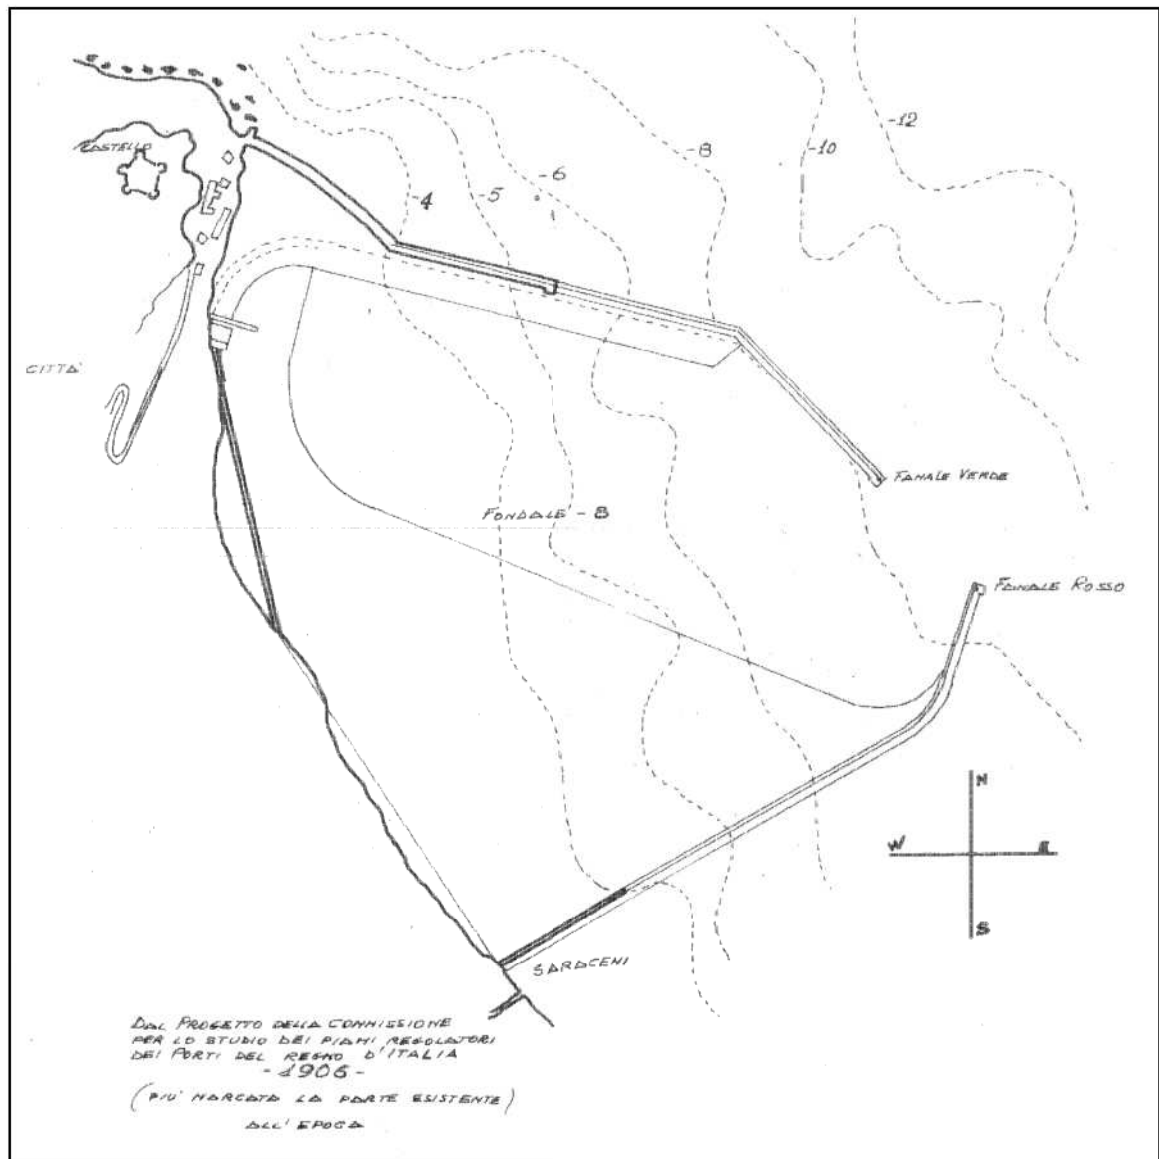 -12
-8
-10
CASTELLO
-6
-4
-5
CITTA'
FANALE VERDE
FONDALE -8
FANALE ROSSO
N
W
E
S
SARACENI
DAL PROGETTO DELLA COMMISSIONE
PER LO STUDIO DEI PIANI REGOLATORI
DEI PORTI DEL REGNO D'ITALIA
- 1906 -
(PIU' MARCATA LA PARTE ESISTENTE)
ALL' EPOCA